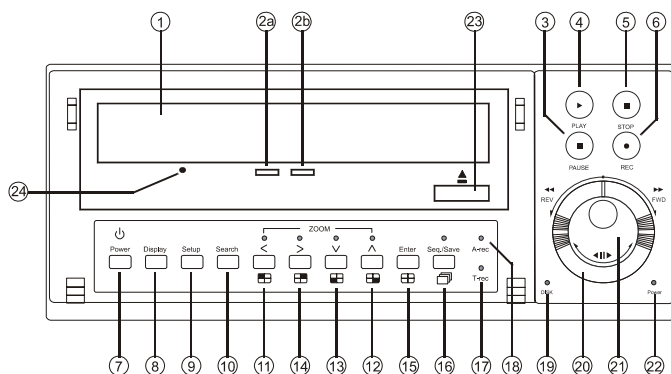 1 2a 2b 23 3 4 5 6
PLAY STOP
PAUSE REC
24
REV FWD
ZOOM
Power Display Setup Search < > ∨ ∧ Enter Seq./Save A-rec
T-rec
DISK Power
7 8 9 10 11 14 13 12 15 16 17 18 19 20 21 22